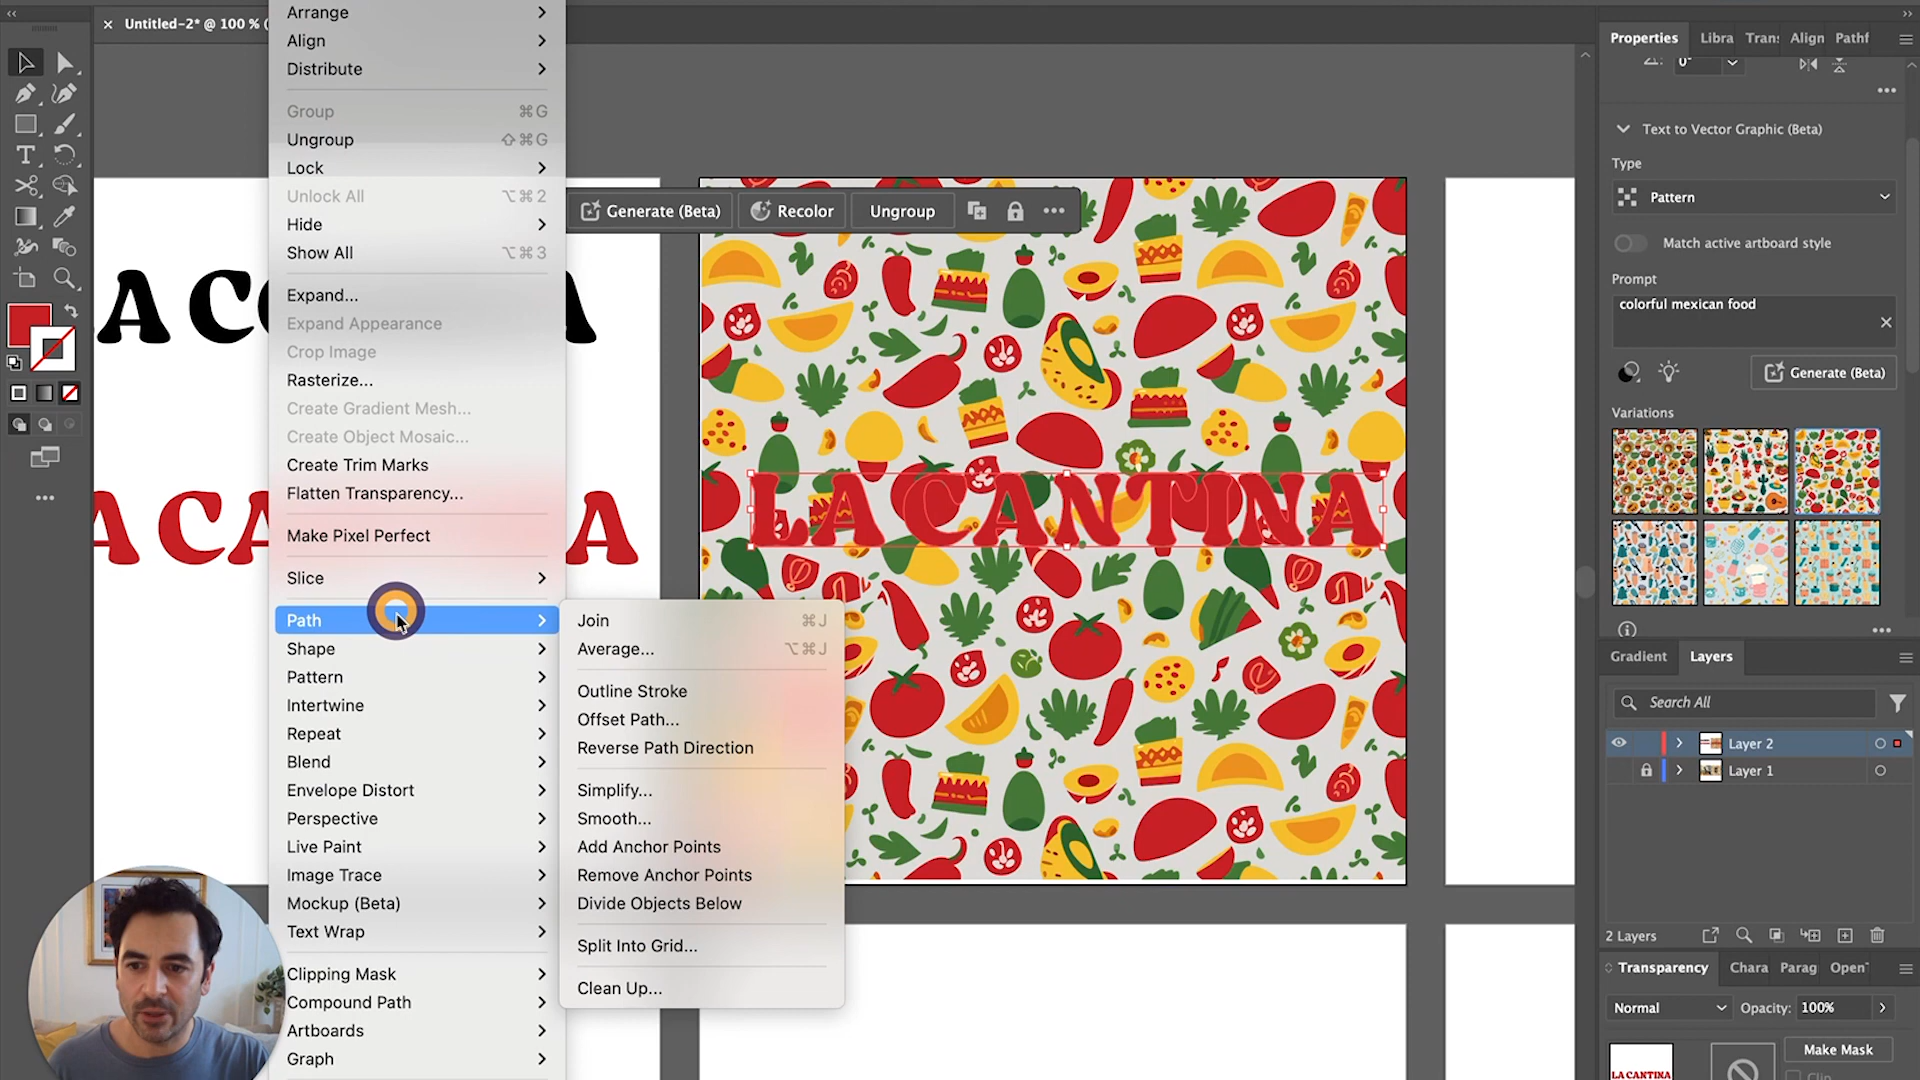 Untitled-2* @ 100 % (
Arrange
Align
Distribute
Group ⌘G
Ungroup ⇧⌘G
Lock
Unlock All ⌥⌘2
Hide
Show All ⌥⌘3
Expand...
Expand Appearance
Crop Image
Rasterize...
Create Gradient Mesh...
Create Object Mosaic...
Create Trim Marks
Flatten Transparency...
Make Pixel Perfect
Slice
Path
Shape
Pattern
Intertwine
Repeat
Blend
Envelope Distort
Perspective
Live Paint
Image Trace
Mockup (Beta)
Text Wrap
Clipping Mask
Compound Path
Artboards
Graph
Join ⌘J
Average... ⌥⌘J
Outline Stroke
Offset Path...
Reverse Path Direction
Simplify...
Smooth...
Add Anchor Points
Remove Anchor Points
Divide Objects Below
Split Into Grid...
Clean Up...
Generate (Beta) Recolor Ungroup
LA CANTINA
Properties Libra Tran Align Pathf
0°
Text to Vector Graphic (Beta)
Type
Pattern
Match active artboard style
Prompt
colorful mexican food
Generate (Beta)
Variations
Gradient Layers
Search All
Layer 2
Layer 1
2 Layers
Transparency Chara Parag Open
Normal Opacity: 100%
LA CANTINA
Make Mask
Clip